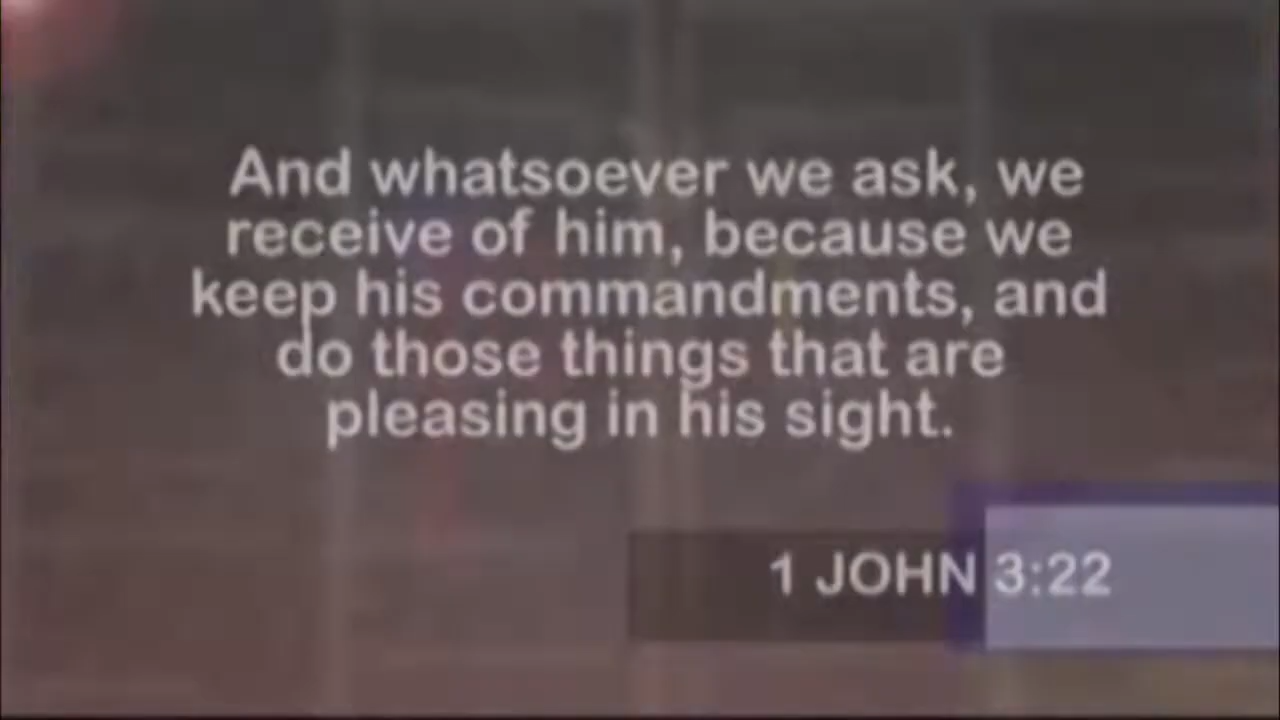 And whatsoever we ask, we
receive of him, because we
keep his commandments, and
do those things that are
pleasing in his sight.
1 JOHN 3:22